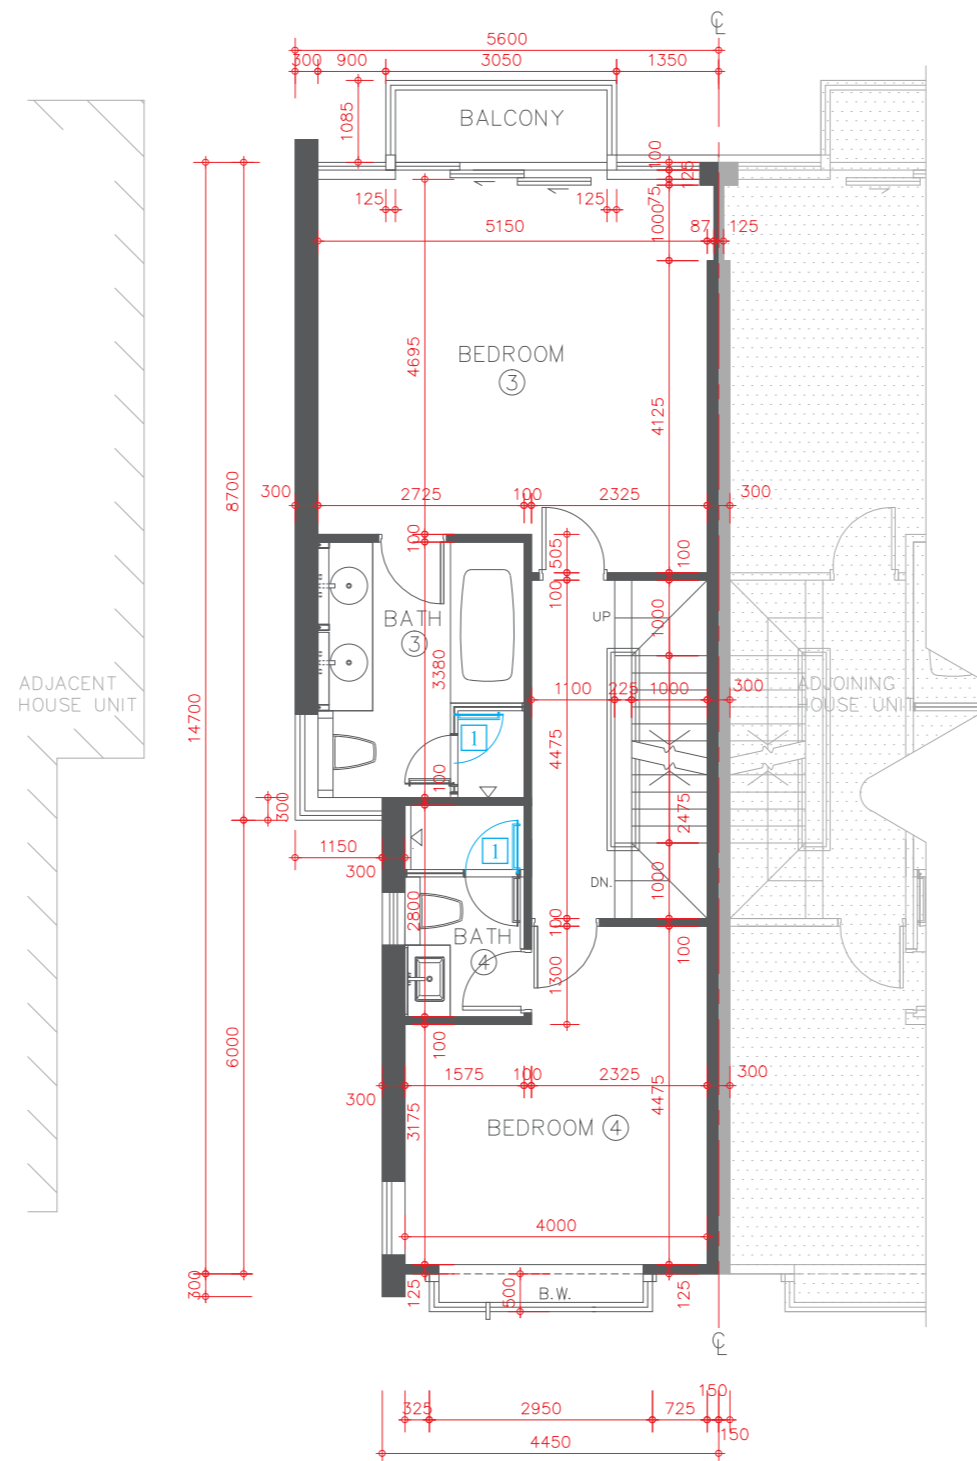 ℄
5600
300 900 3050 1350
BALCONY
1085
100
125
75
125 125
1000
5150 87 125
4695
BEDROOM
3
4125
8700
300 2725 100 2325 300
100
505
100
100
UP
1000
BATH
3
3380
ADJACENT
HOUSE UNIT
ADJOINING
HOUSE UNIT
1100 225 1000 300
14700
4475
1
100
300
2475
1150
300
1
DN.
1000
2800
100
BATH
4
100
1300
100
6000
1575 100 2325 300
300
3175
4475
BEDROOM 4
4000
300
125
500
B.W.
125
℄
150
325 2950 725
150
4450